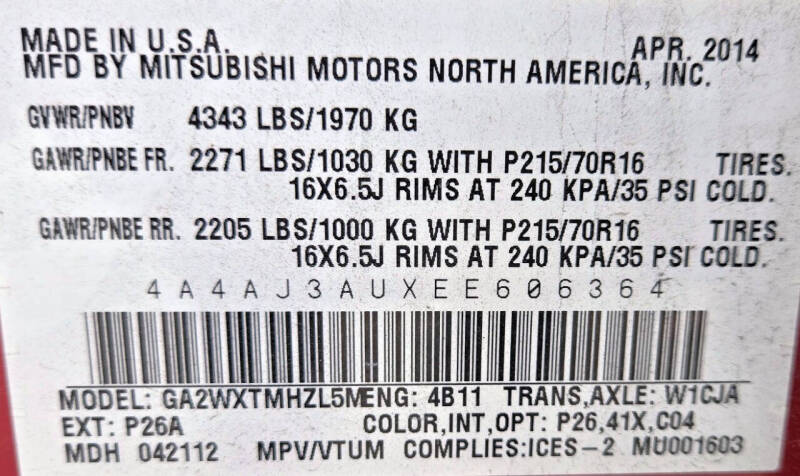 MADE IN U.S.A. APR. 2014
MFD BY MITSUBISHI MOTORS NORTH AMERICA, INC.
GVWR/PNBV 4343 LBS/1970 KG
GAWR/PNBE FR. 2271 LBS/1030 KG WITH P215/70R16 TIRES.
16X6.5J RIMS AT 240 KPA/35 PSI COLD.
GAWR/PNBE RR. 2205 LBS/1000 KG WITH P215/70R16 TIRES.
16X6.5J RIMS AT 240 KPA/35 PSI COLD.
4A4AJ3AUXEE606364
MODEL: GA2WXTMHZL5MENG: 4B11 TRANS,AXLE: W1CJA
EXT: P26A COLOR,INT,OPT: P26,41X,C04
MDH 042112 MPV/VTUM COMPLIES:ICES-2 MU001603